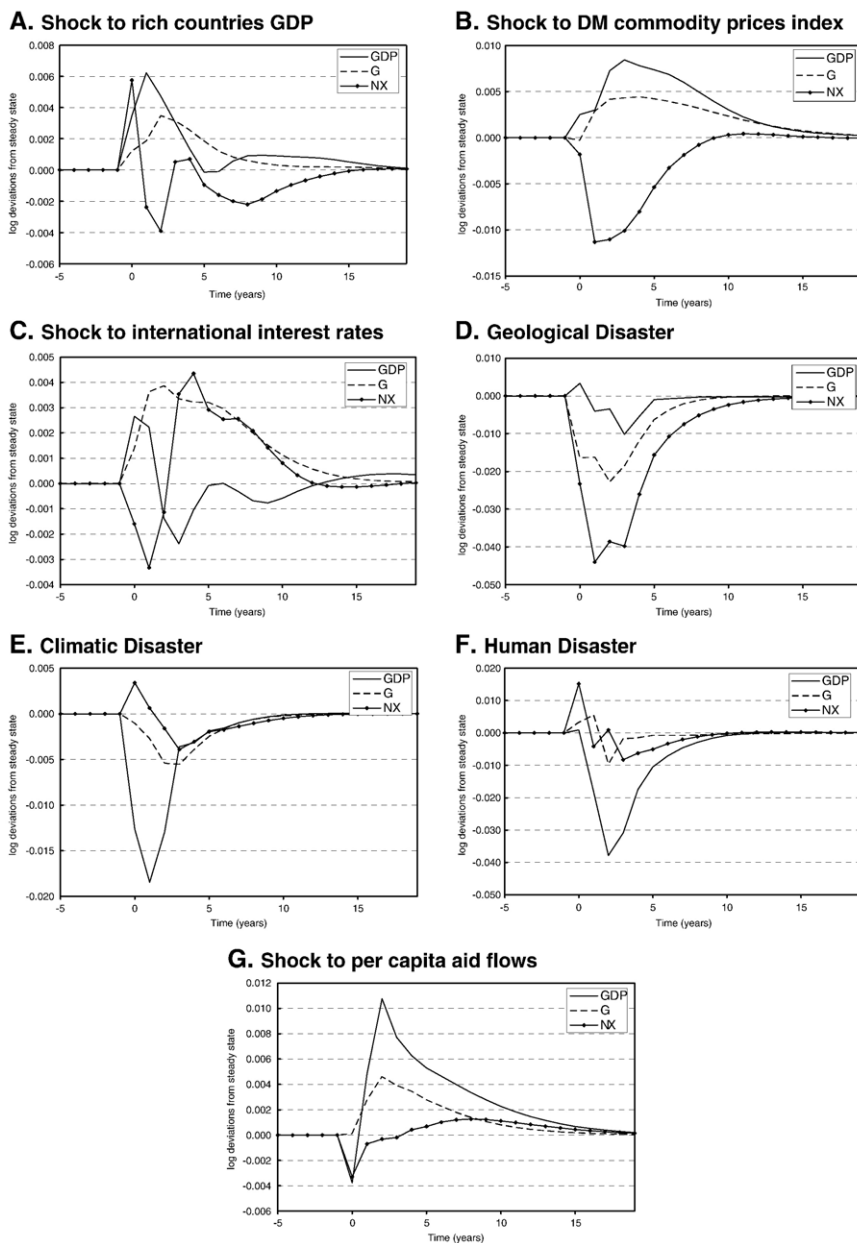 A. Shock to rich countries GDP
0.008
0.006
0.004
0.002
0.000
-0.002
-0.004
-0.006
log deviations from steady state
GDP
G
NX
-5 0 5 10 15
Time (years)
B. Shock to DM commodity prices index
0.010
0.005
0.000
-0.005
-0.010
-0.015
log deviations from steady state
GDP
G
NX
-5 0 5 10 15
Time (years)
C. Shock to international interest rates
0.005
0.004
0.003
0.002
0.001
0.000
-0.001
-0.002
-0.003
-0.004
log deviations from steady state
GDP
G
NX
-5 0 5 10 15
Time (years)
D. Geological Disaster
0.010
0.000
-0.010
-0.020
-0.030
-0.040
-0.050
log deviations from steady state
GDP
G
NX
-5 0 5 10 15
Time (years)
E. Climatic Disaster
0.005
0.000
-0.005
-0.010
-0.015
-0.020
log deviations from steady state
GDP
G
NX
-5 0 5 10 15
Time (years)
F. Human Disaster
0.020
0.010
0.000
-0.010
-0.020
-0.030
-0.040
-0.050
log deviations from steady state
GDP
G
NX
-5 0 5 10 15
Time (years)
G. Shock to per capita aid flows
0.012
0.010
0.008
0.006
0.004
0.002
0.000
-0.002
-0.004
-0.006
log deviations from steady state
GDP
G
NX
-5 0 5 10 15
Time (years)